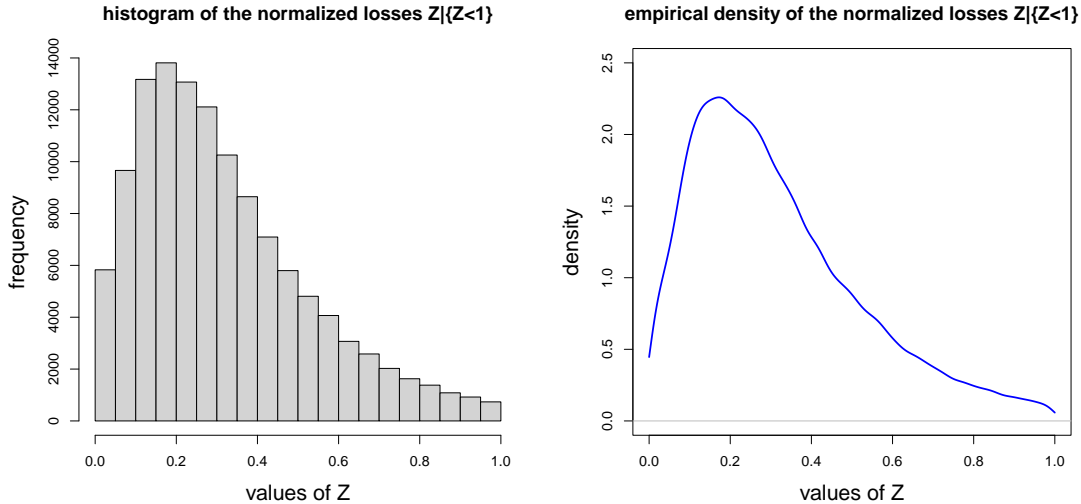 histogram of the normalized losses Z|{Z<1}
14000
12000
10000
8000
6000
4000
2000
0
frequency
0.0 0.2 0.4 0.6 0.8 1.0
values of Z
empirical density of the normalized losses Z|{Z<1}
2.5
2.0
1.5
1.0
0.5
0.0
density
0.0 0.2 0.4 0.6 0.8 1.0
values of Z